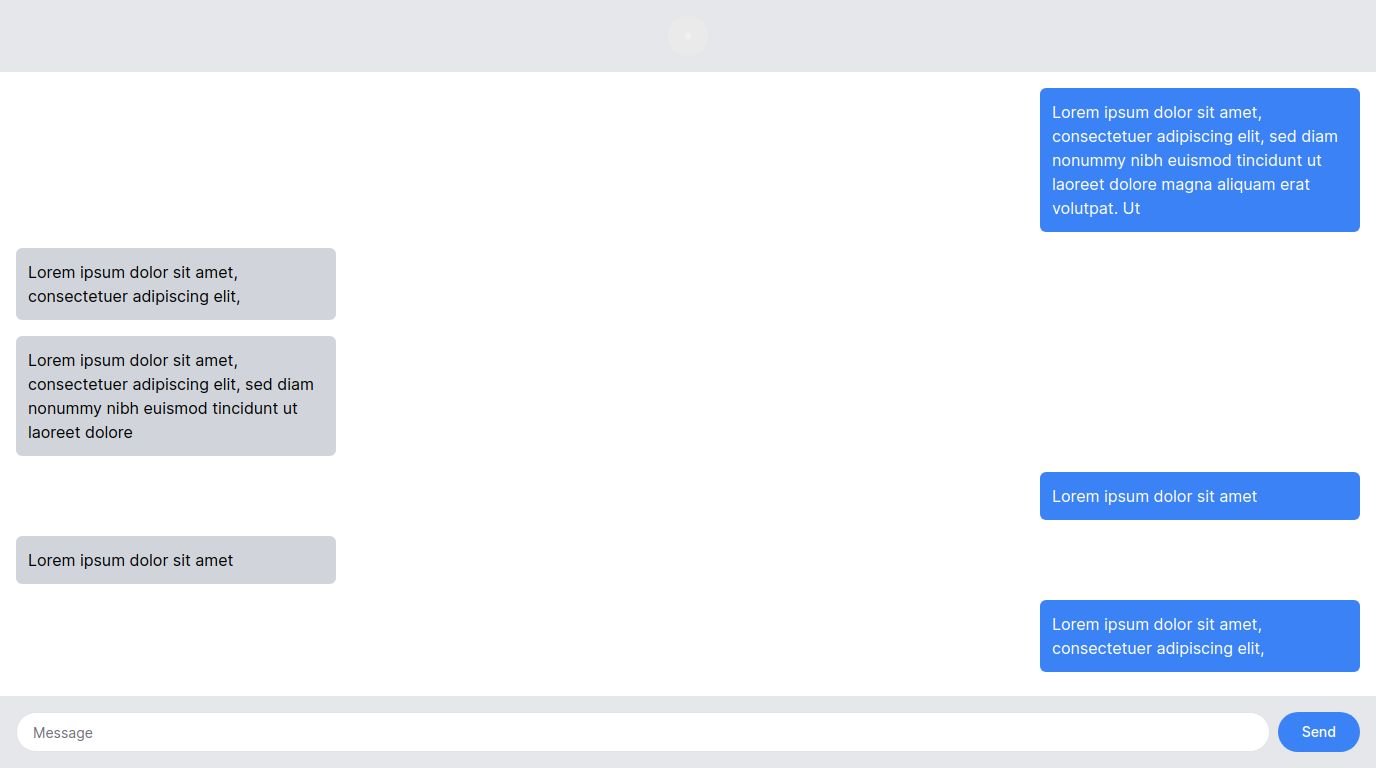 Lorem ipsum dolor sit amet,
consectetuer adipiscing elit, sed diam
nonummy nibh euismod tincidunt ut
laoreet dolore magna aliquam erat
volutpat. Ut
Lorem ipsum dolor sit amet,
consectetuer adipiscing elit,
Lorem ipsum dolor sit amet,
consectetuer adipiscing elit, sed diam
nonummy nibh euismod tincidunt ut
laoreet dolore
Lorem ipsum dolor sit amet
Lorem ipsum dolor sit amet
Lorem ipsum dolor sit amet,
consectetuer adipiscing elit,
Message
Send